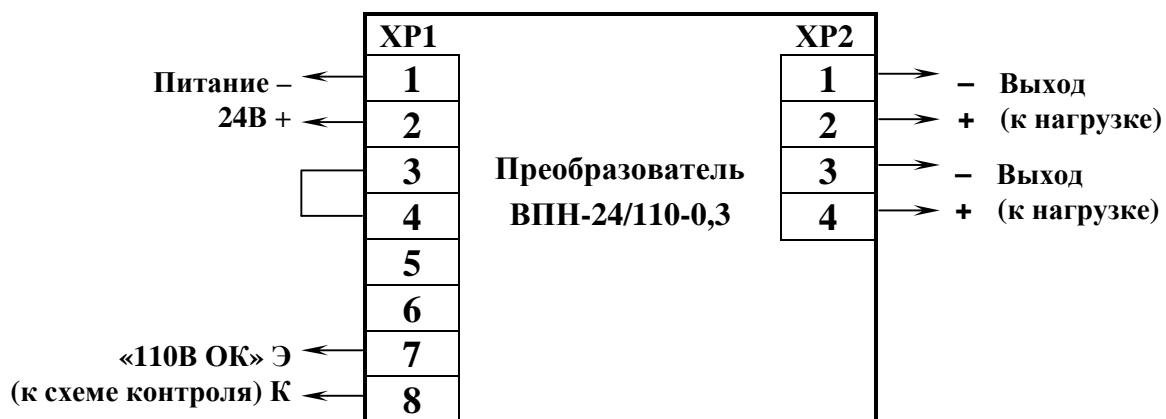 XP1
XP2
Питание –
1
1
– Выход
24В +
2
2
+ (к нагрузке)
3
Преобразователь
3
– Выход
4
ВПН-24/110-0,3
4
+ (к нагрузке)
5
6
«110В ОК» Э
7
(к схеме контроля) К
8